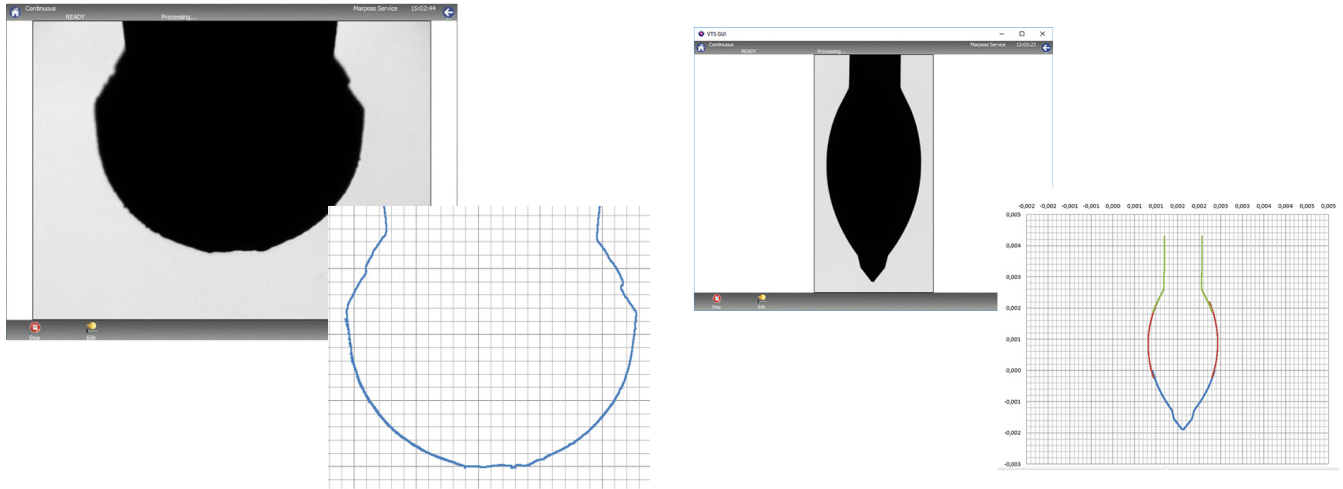 Continuous Marposs Service 15:02:44
READY Processing...
Stop Edit
VTS GUI
Continuous Marposs Service 12:03:23
READY Processing...
Stop Edit
-0,002 -0,002 -0,001 -0,001 0,000 0,001 0,001 0,002 0,002 0,003 0,003 0,004 0,004 0,005 0,005
0,005
0,004
0,003
0,002
0,001
0,000
-0,001
-0,002
-0,003